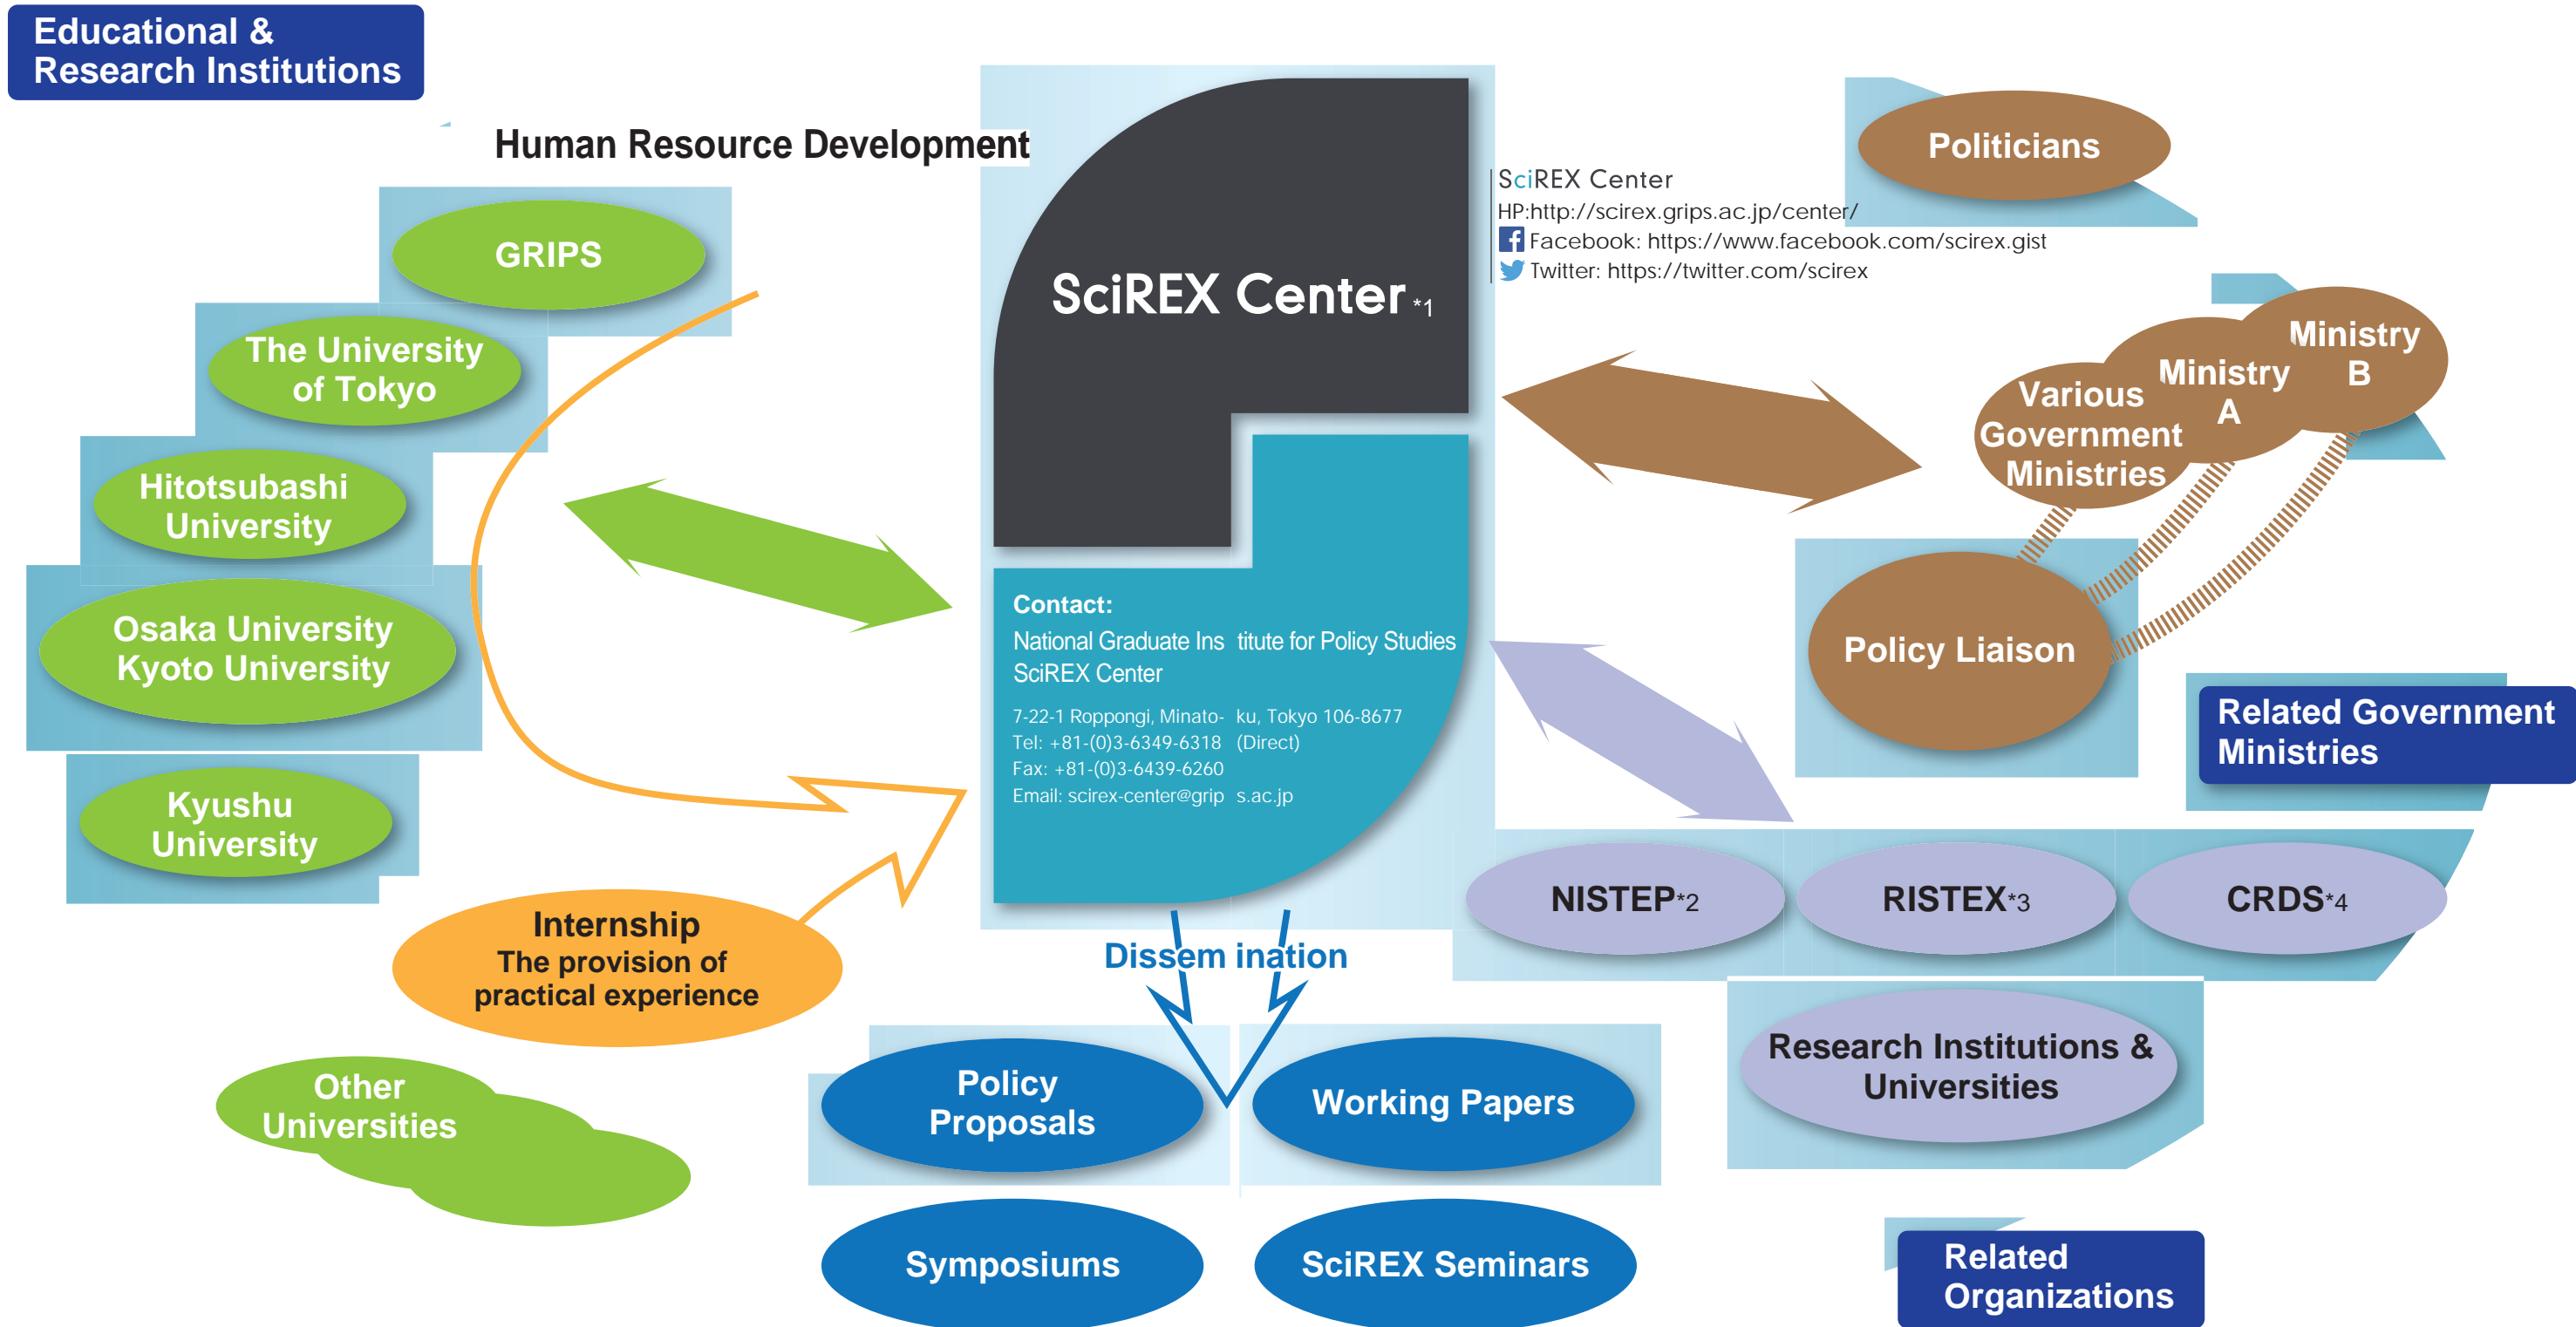 Educational &
Research Institutions
Human Resource Development
GRIPS
The University
of Tokyo
Hitotsubashi
University
Osaka University
Kyoto University
Kyushu
University
Internship
The provision of
practical experience
Other
Universities
SciREX Center *1
Contact:
National Graduate Ins titute for Policy Studies
SciREX Center
7-22-1 Roppongi, Minato- ku, Tokyo 106-8677
Tel: +81-(0)3-6349-6318 (Direct)
Fax: +81-(0)3-6439-6260
Email: scirex-center@grip s.ac.jp
Dissem ination
Policy
Proposals
Working Papers
Symposiums
SciREX Seminars
SciREX Center
HP:http://scirex.grips.ac.jp/center/
Facebook: https://www.facebook.com/scirex.gist
Twitter: https://twitter.com/scirex
Politicians
Various
Government
Ministries
Ministry
A
Ministry
B
Policy Liaison
Related Government
Ministries
NISTEP*2
RISTEX*3
CRDS*4
Research Institutions &
Universities
Related
Organizations